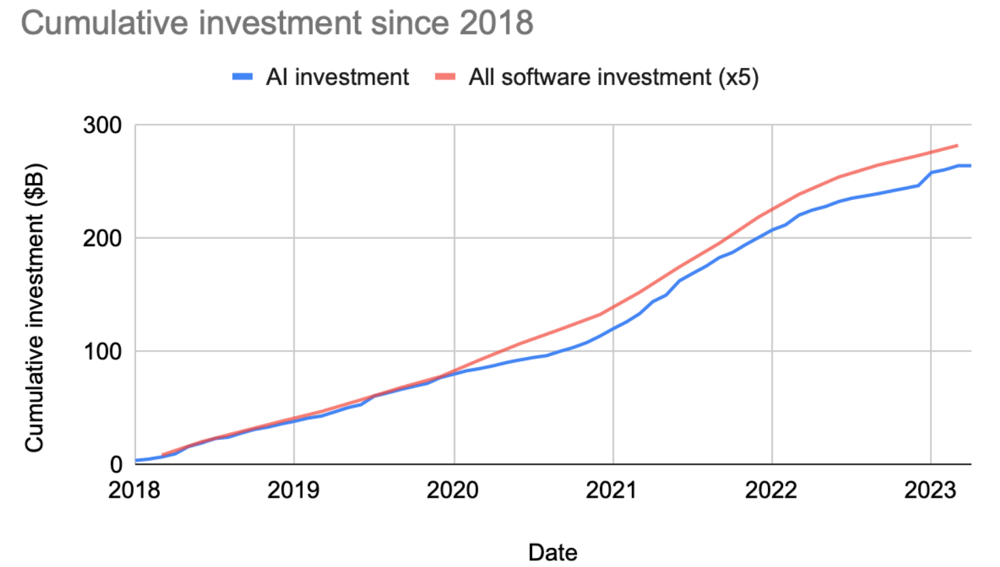 Cumulative investment since 2018
AI investment
All software investment (x5)
Cumulative investment ($B)
300
200
100
0
2018
2019
2020
2021
2022
2023
Date